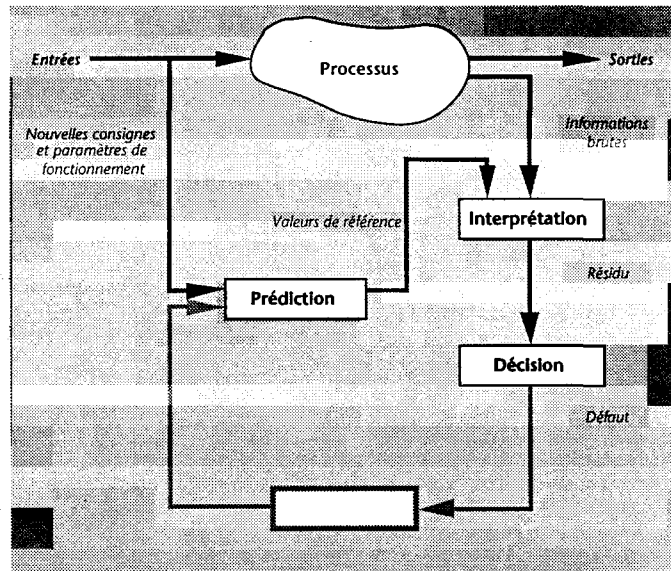 Entrées
Processus
Sorties
Nouvelles consignes
et paramètres de
fonctionnement
Informations
brutes
Valeurs de référence
Interprétation
Prédiction
Résidu
Décision
Défaut